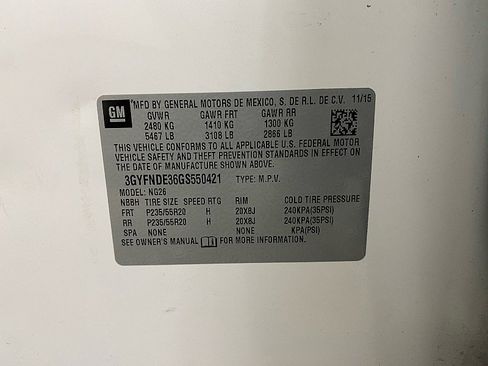 GM MFD BY GENERAL MOTORS DE MEXICO, S. DE R.L. DE C.V. 11/15
GVWR GAWR FRT GAWR RR
2480 KG 1410 KG 1300 KG
5467 LB 3108 LB 2866 LB
THIS VEHICLE CONFORMS TO ALL APPLICABLE U.S. FEDERAL MOTOR
VEHICLE SAFETY AND THEFT PREVENTION STANDARDS IN EFFECT ON
THE DATE OF MANUFACTURE SHOWN ABOVE.
3GYFNDE36GS550421 TYPE: M.P.V.
MODEL: NG26
NBBH TIRE SIZE SPEED RTG RIM COLD TIRE PRESSURE
FRT P235/55R20 H 20X8J 240KPA(35PSI)
RR P235/55R20 H 20X8J 240KPA(35PSI)
SPA NONE NONE KPA(PSI)
SEE OWNER'S MANUAL FOR MORE INFORMATION.